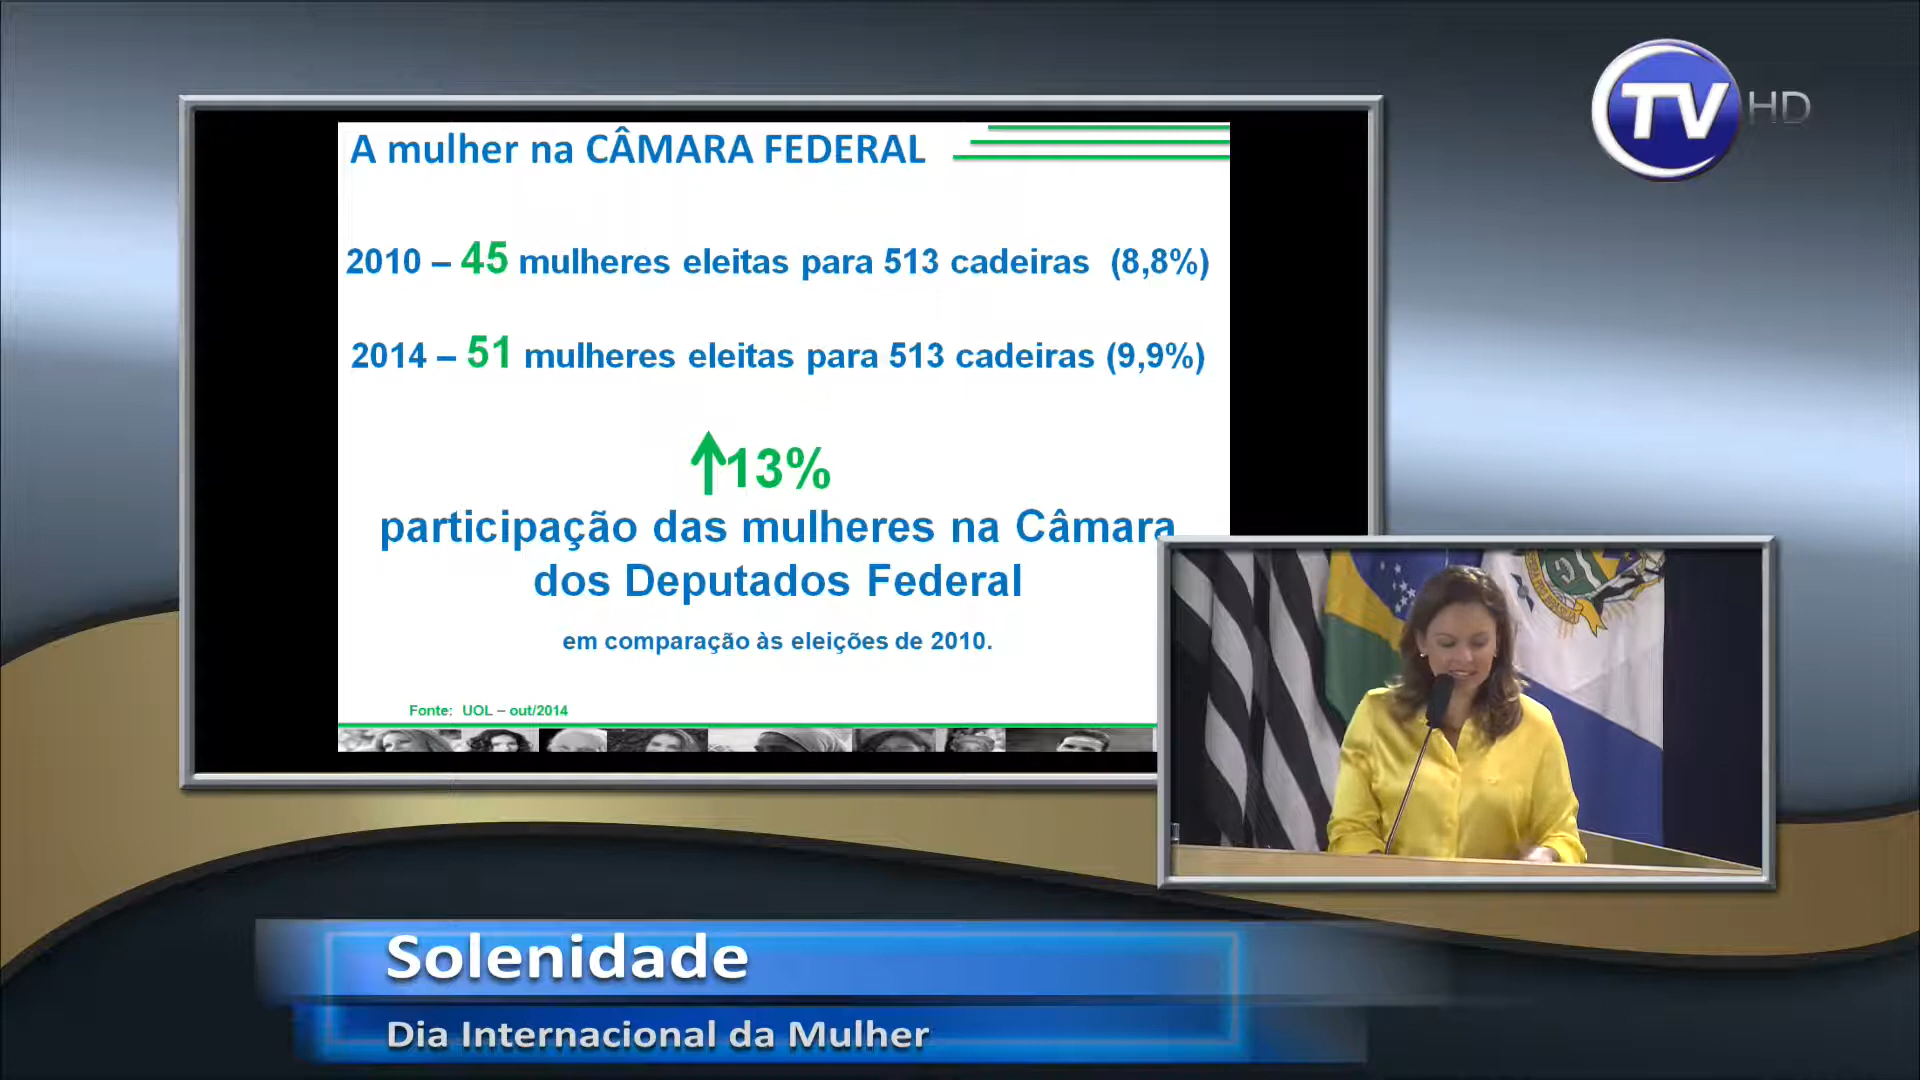 TV HD
A mulher na CÂMARA FEDERAL
2010 – 45 mulheres eleitas para 513 cadeiras (8,8%)
2014 – 51 mulheres eleitas para 513 cadeiras (9,9%)
↑13%
participação das mulheres na Câmara
dos Deputados Federal
em comparação às eleições de 2010.
Fonte: UOL – out/2014
Solenidade
Dia Internacional da Mulher